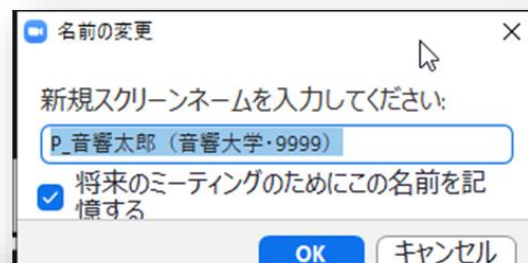 名前の変更
新規スクリーンネームを入力してください:
P_音響太郎（音響大学・9999）
将来のミーティングのためにこの名前を記
憶する
OK
キャンセル